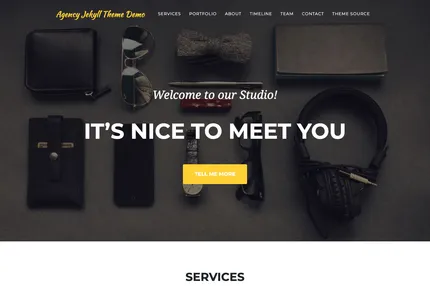 Agency Jekyll Theme Demo
SERVICES PORTFOLIO ABOUT TIMELINE TEAM CONTACT THEME SOURCE
Welcome to our Studio!
IT'S NICE TO MEET YOU
TELL ME MORE
SERVICES